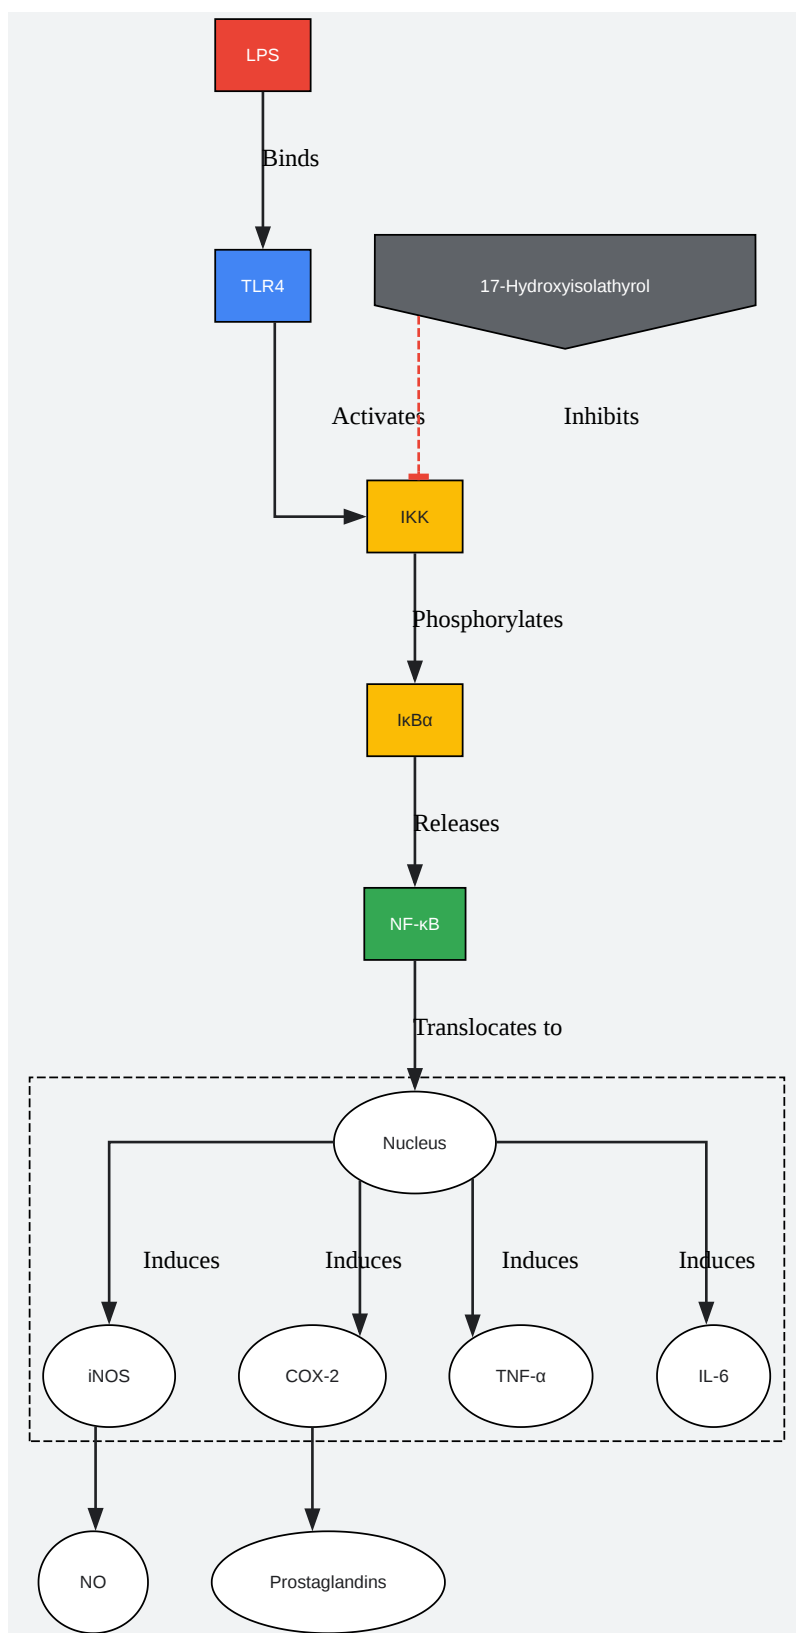 LPS
Binds
TLR4
17-Hydroxyisolathyrol
Activates
Inhibits
IKK
Phosphorylates
IκBα
Releases
NF-κB
Translocates to
Nucleus
Induces
Induces
Induces
Induces
iNOS
COX-2
TNF-α
IL-6
NO
Prostaglandins